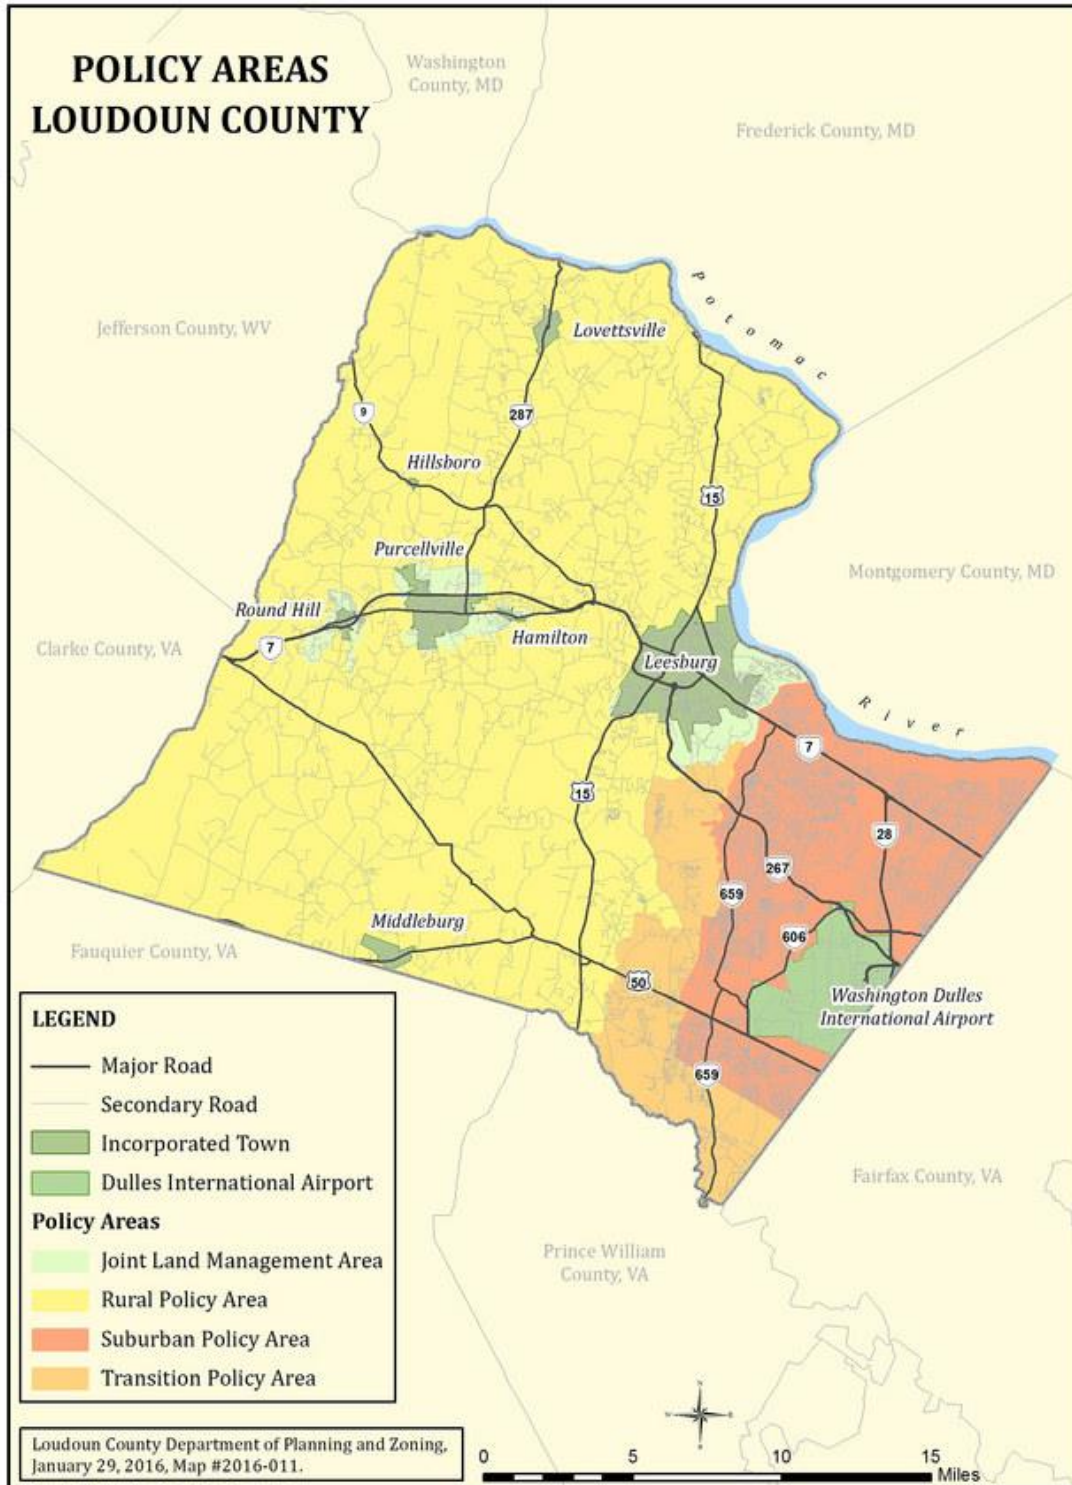 POLICY AREAS
LOUDOUN COUNTY
Washington
County, MD
Frederick County, MD
Potomac
Jefferson County, WV
Lovettsville
9
287
Hillsboro
15
Purcellville
Montgomery County, MD
Round Hill
Hamilton
7
Clarke County, VA
Leesburg
River
7
15
28
267
659
Middleburg
606
Fauquier County, VA
50
Washington Dulles
International Airport
659
LEGEND
Major Road
Secondary Road
Incorporated Town
Dulles International Airport
Policy Areas
Joint Land Management Area
Rural Policy Area
Suburban Policy Area
Transition Policy Area
Fairfax County, VA
Prince William
County, VA
N
W
E
S
Loudoun County Department of Planning and Zoning,
January 29, 2016, Map #2016-011.
0 5 10 15
Miles